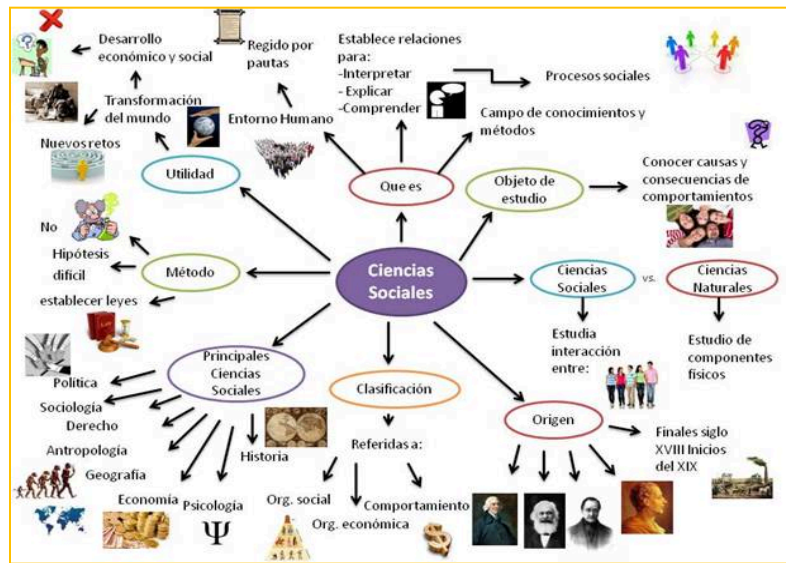 Desarrollo
económico y social
Transformación
del mundo
Nuevos retos
Utilidad
Regido por
pautas
Entorno Humano
Establece relaciones
para:
-Interpretar
- Explicar
-Comprender
Procesos sociales
Campo de conocimientos y
métodos
Que es
Objeto de
estudio
Conocer causas y
consecuencias de
comportamientos
No
Hipótesis
difícil
establecer leyes
Método
Ciencias
Sociales
Ciencias
Sociales
vs.
Ciencias
Naturales
Estudia
interacción
entre:
Estudio de
componentes
físicos
Principales
Ciencias
Sociales
Política
Sociología
Derecho
Antropología
Geografía
Economía
Psicología
Ψ
Historia
Clasificación
Referidas a:
Org. social
Org. económica
Comportamiento
Origen
Finales siglo
XVIII Inicios
del XIX